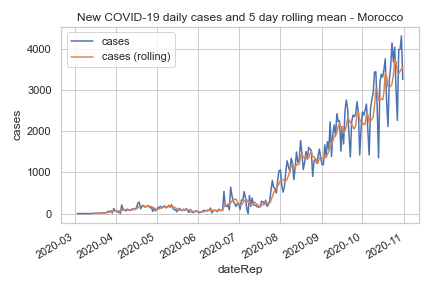 New COVID-19 daily cases and 5 day rolling mean - Morocco
cases
cases (rolling)
4000
3000
2000
1000
0
cases
2020-03
2020-04
2020-05
2020-06
2020-07
2020-08
2020-09
2020-10
2020-11
dateRep